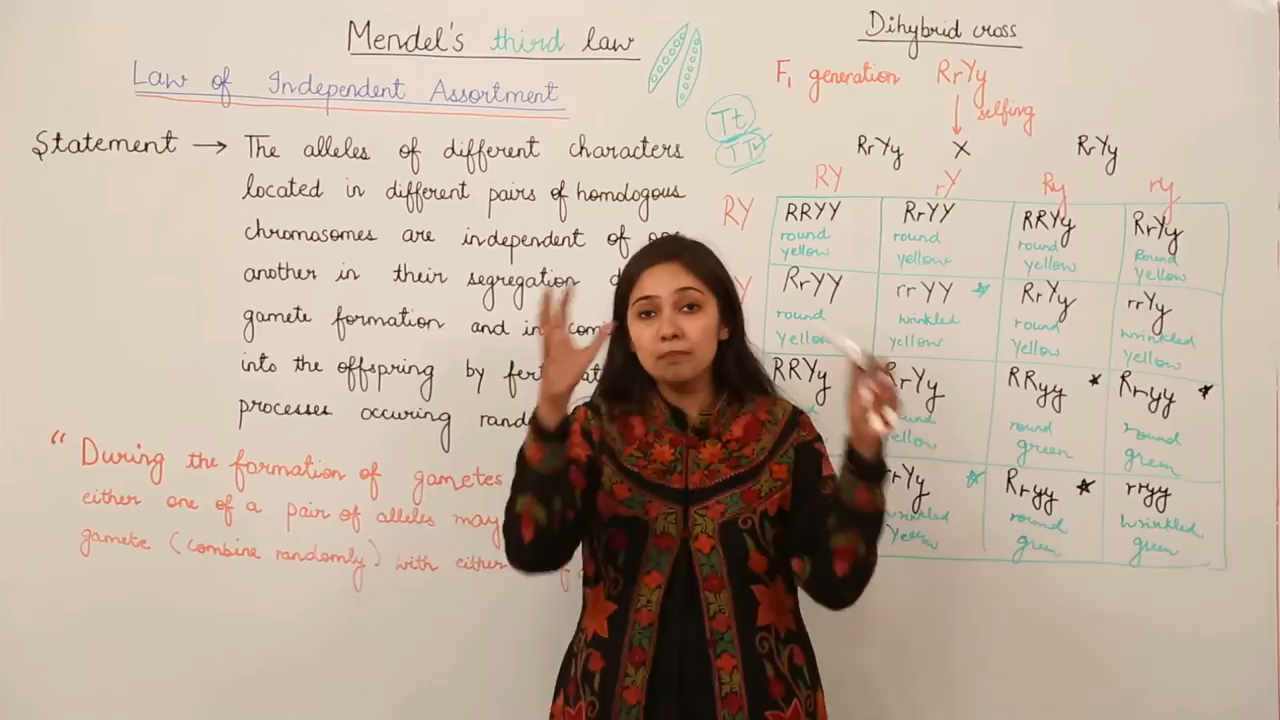 Mendel's third law
Law of Independent Assortment
Statement → The alleles of different characters
located in different pairs of homologous
chromosomes are independent of
another in their segregation
gamete formation and in
into the offspring by
processes occuring
" During the formation of gametes
either one of a pair of alleles may
gamete (combine randomly) with either
Tt
TT
Dihybrid cross
F1 generation RrYy
selfing
RrYy X RrYy
RY rY Ry ry
RY RRYY RrYY RRYy RrYy
round round round Round
yellow yellow yellow yellow
Y RrYY rrYY RrYy rrYy
round wrinkled round wrinkled
yellow yellow yellow yellow
RRYy RrYy RRyy Rryy
round round
yellow green green
rrYy Rryy rryy
wrinkled round wrinkled
yellow green green